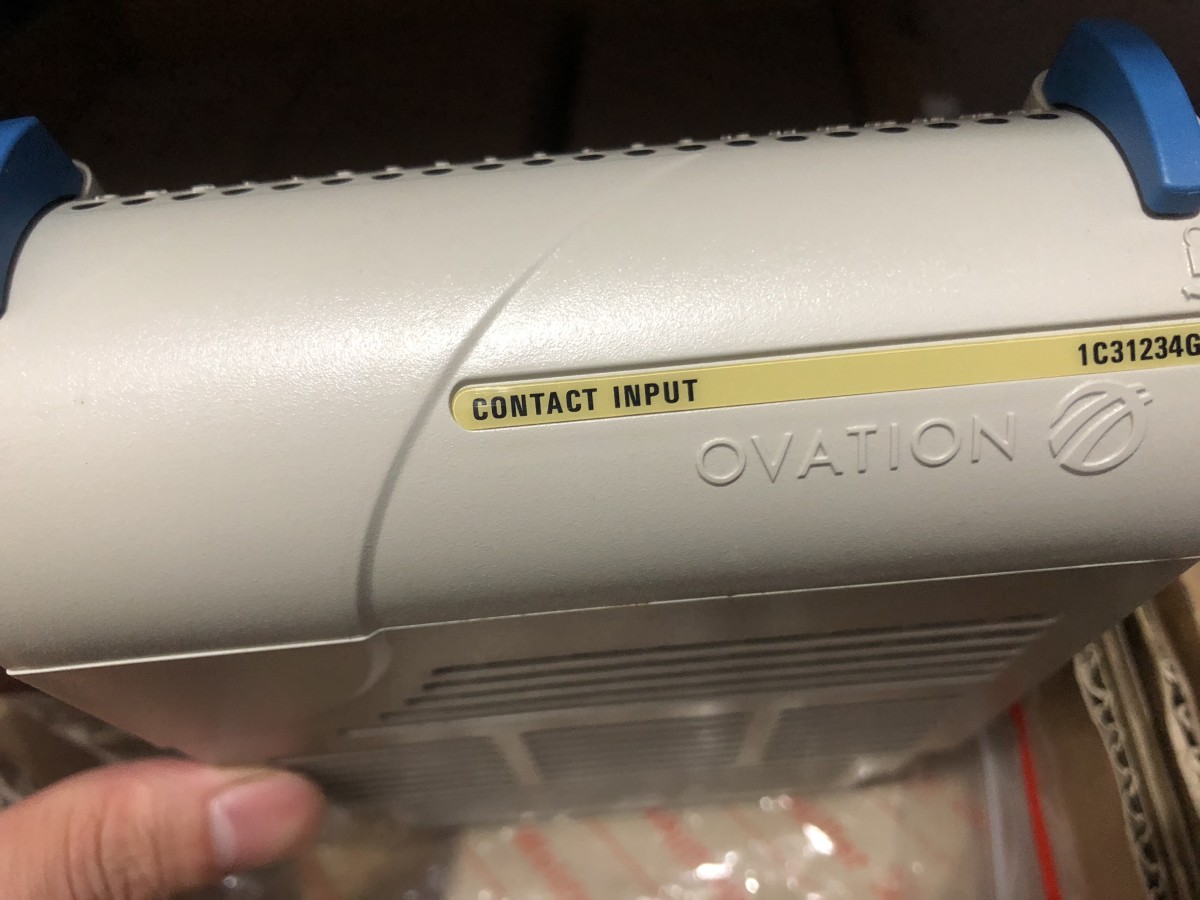 CONTACT INPUT 1C31234G
OVATION